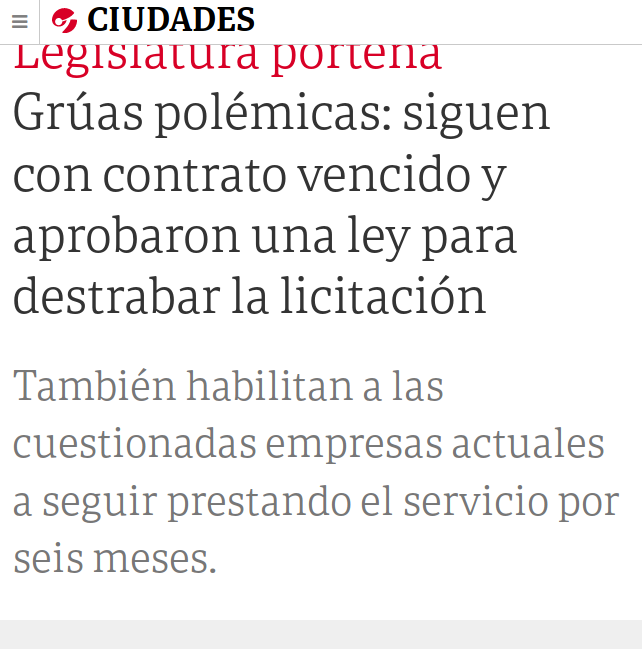 CIUDADES
Legislatura porteña
Grúas polémicas: siguen
con contrato vencido y
aprobaron una ley para
destrabar la licitación
También habilitan a las
cuestionadas empresas actuales
a seguir prestando el servicio por
seis meses.